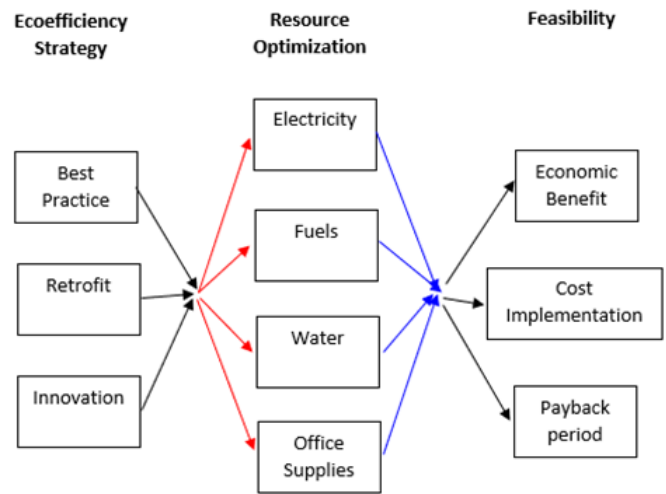 Ecoefficiency
Strategy
Resource
Optimization
Feasibility
Best
Practice
Retrofit
Innovation
Electricity
Fuels
Water
Office
Supplies
Economic
Benefit
Cost
Implementation
Payback
period